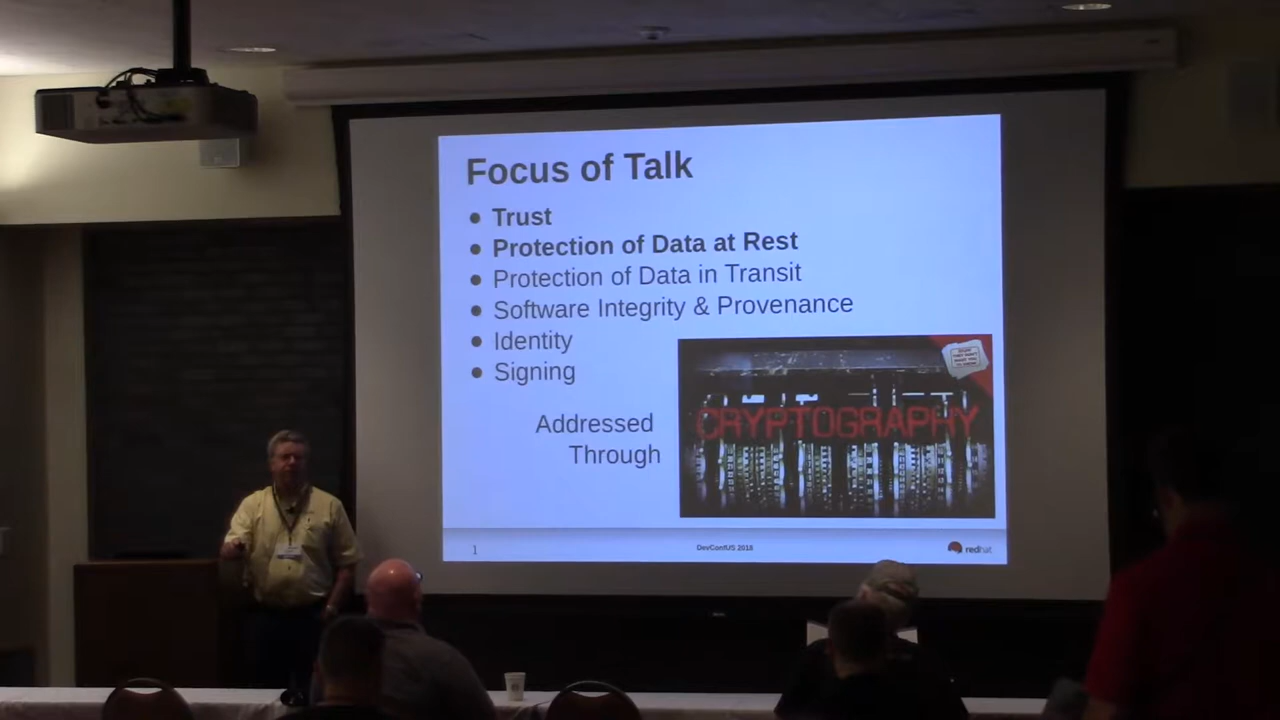 Focus of Talk
Trust
Protection of Data at Rest
Protection of Data in Transit
Software Integrity & Provenance
Identity
Signing
Addressed
Through
CRYPTOGRAPHY
1
DevConfUS 2018
redhat